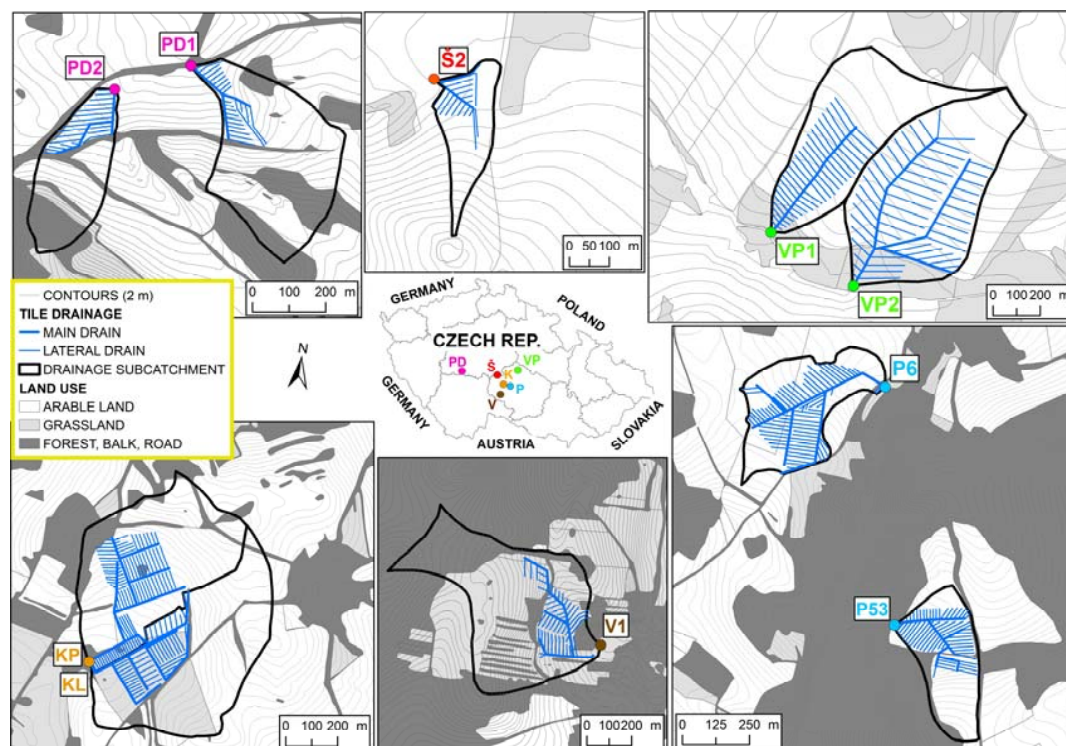 PD1
PD2
0 100 200 m
Š2
0 50 100 m
VP1
VP2
0 100 200 m
CONTOURS (2 m)
TILE DRAINAGE
MAIN DRAIN
LATERAL DRAIN
DRAINAGE SUBCATCHMENT
LAND USE
ARABLE LAND
GRASSLAND
FOREST, BALK, ROAD
N
GERMANY
POLAND
CZECH REP.
PD
Š
VP
K
P
V
GERMANY
AUSTRIA
SLOVAKIA
KP
KL
0 100 200 m
V1
0 100 200 m
P6
P53
0 125 250 m